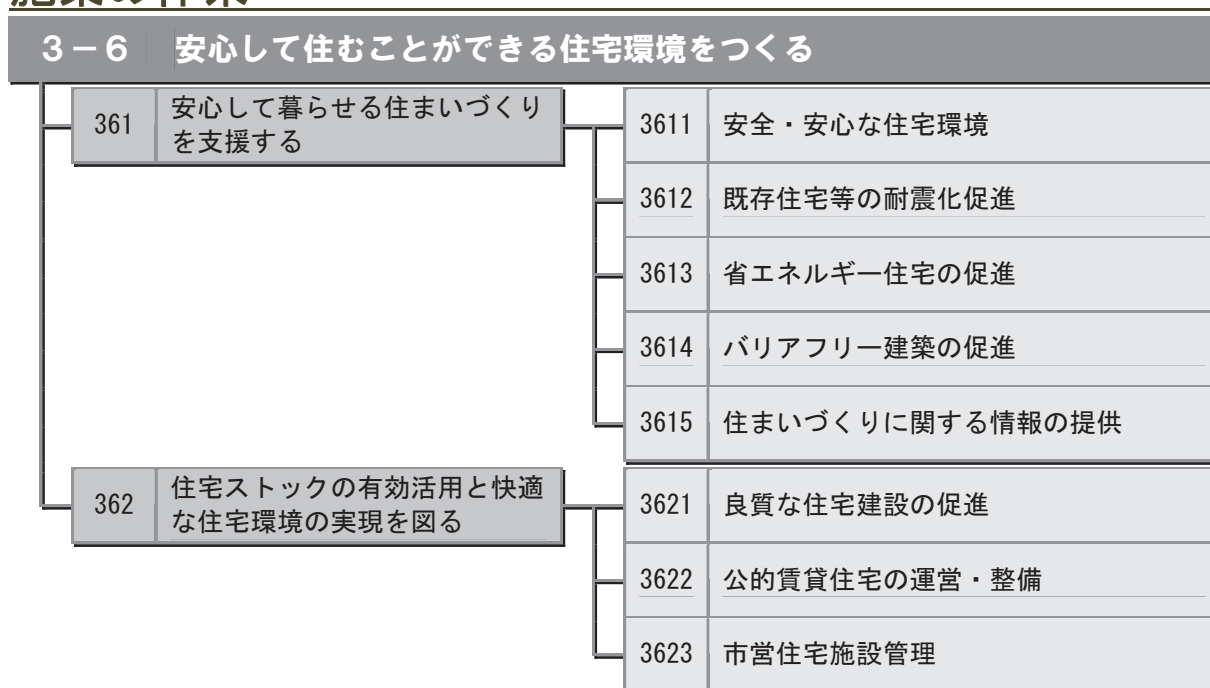 施策の体系
3-6 安心して住むことができる住宅環境をつくる
361 安心して暮らせる住まいづくり
を支援する
3611 安全・安心な住宅環境
3612 既存住宅等の耐震化促進
3613 省エネルギー住宅の促進
3614 バリアフリー建築の促進
3615 住まいづくりに関する情報の提供
362 住宅ストックの有効活用と快適
な住宅環境の実現を図る
3621 良質な住宅建設の促進
3622 公的賃貸住宅の運営・整備
3623 市営住宅施設管理